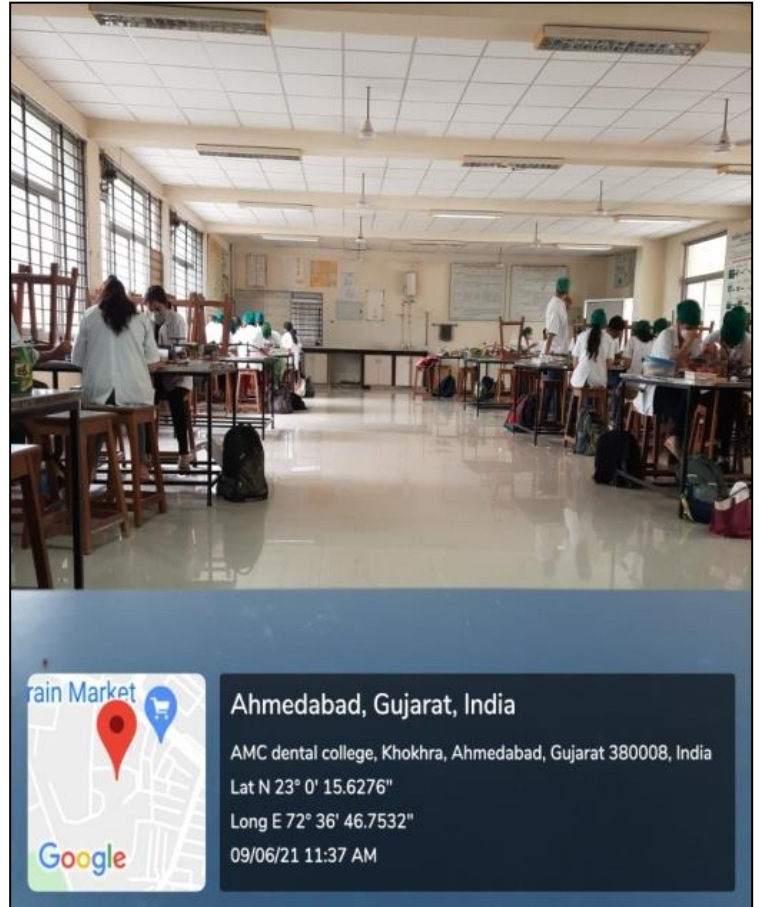 rain Market
Google
Ahmedabad, Gujarat, India
AMC dental college, Khokhra, Ahmedabad, Gujarat 380008, India
Lat N 23° 0' 15.6276"
Long E 72° 36' 46.7532"
09/06/21 11:37 AM